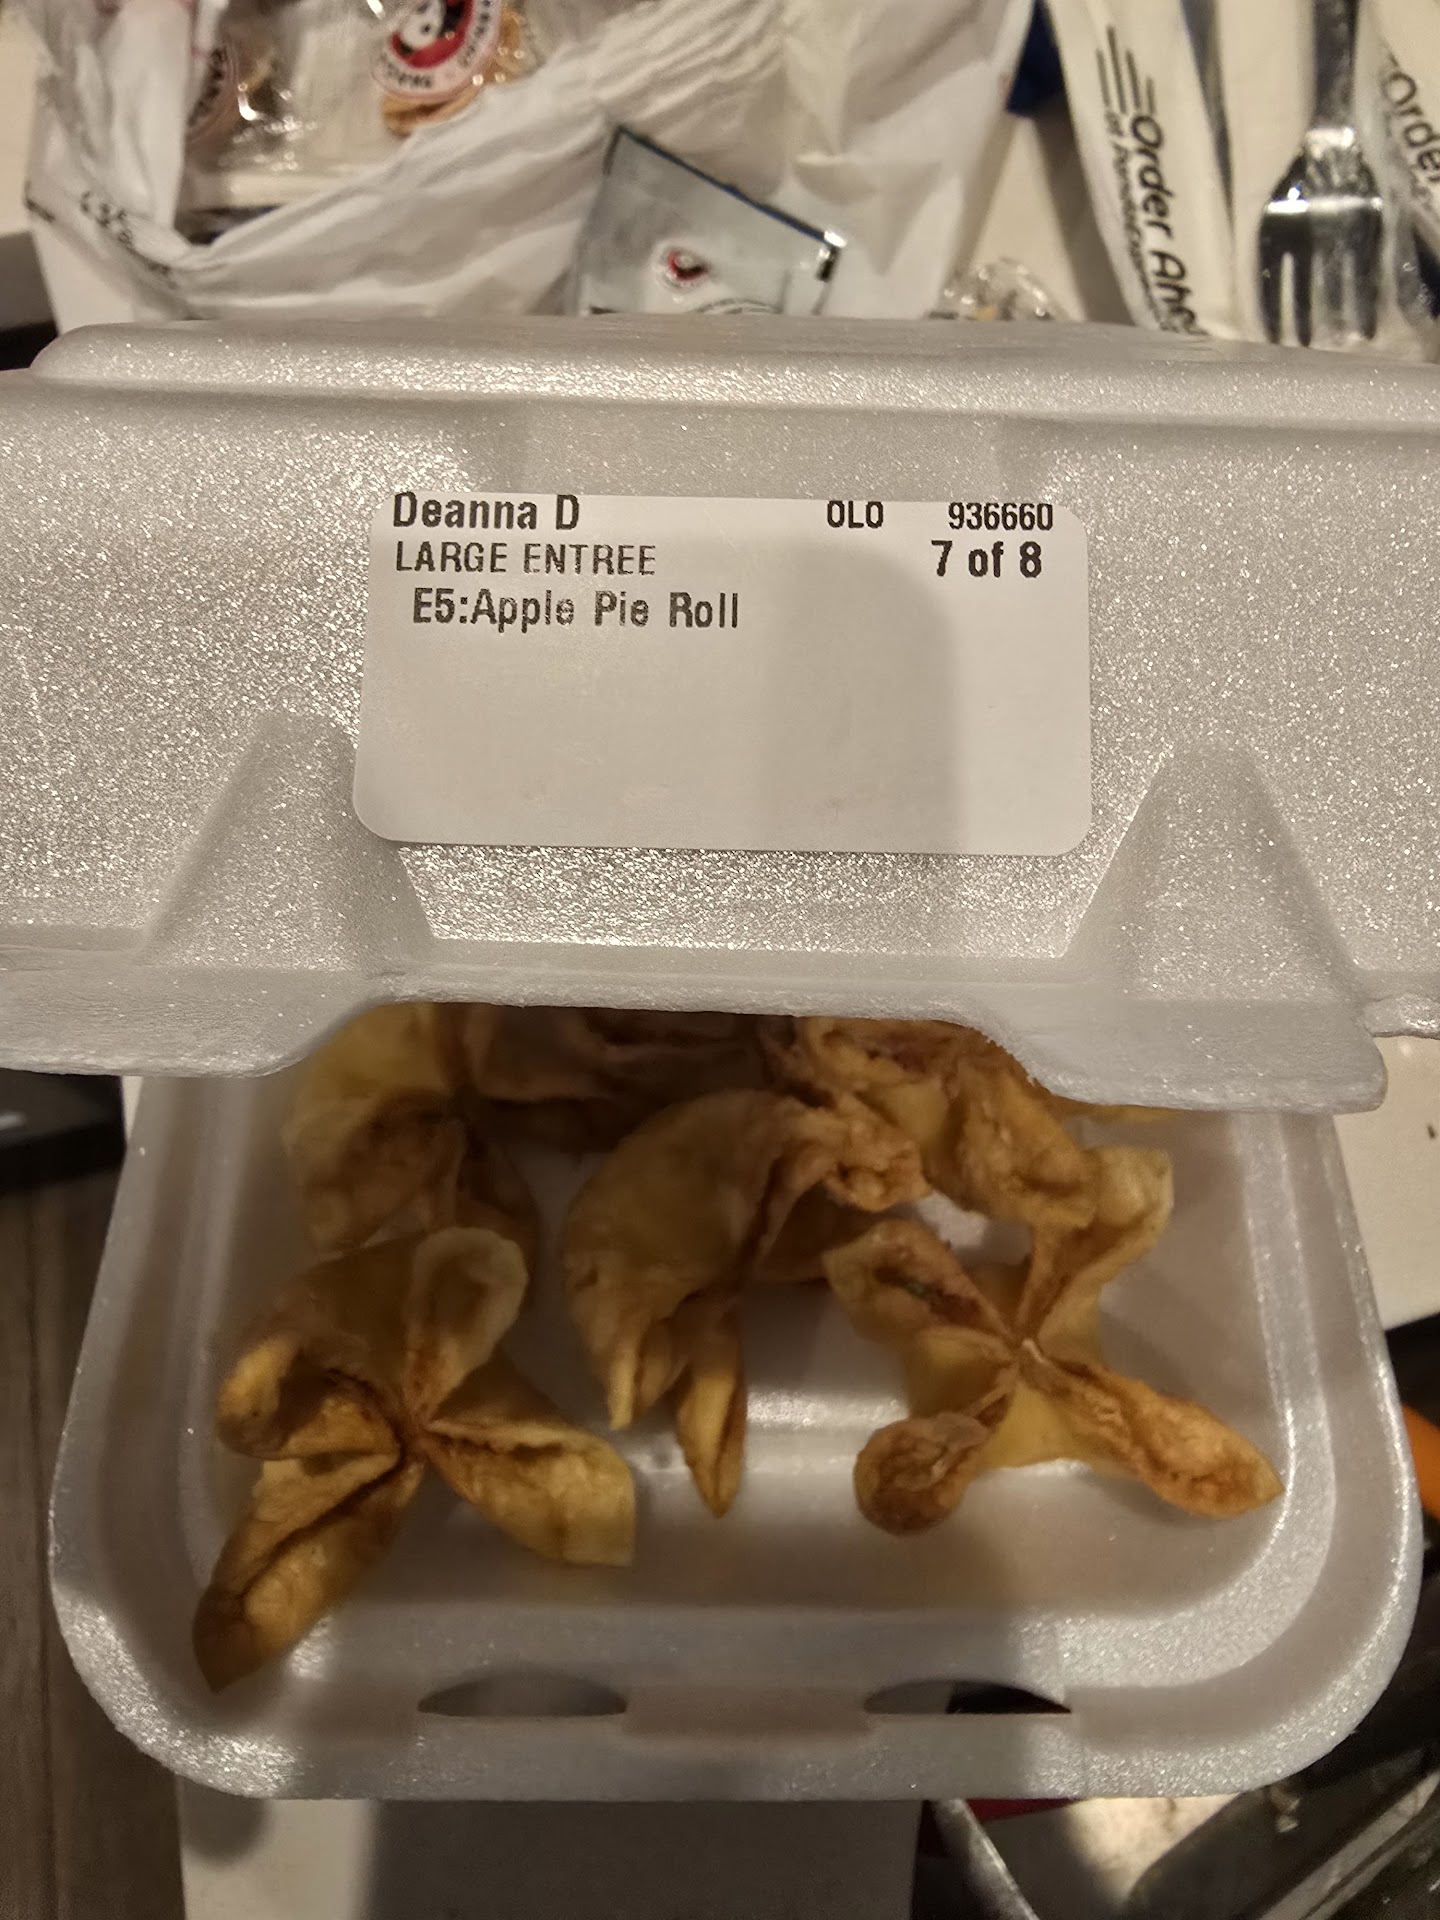 Order Ahead
Order
Deanna D OLO 936660
LARGE ENTREE 7 of 8
E5:Apple Pie Roll